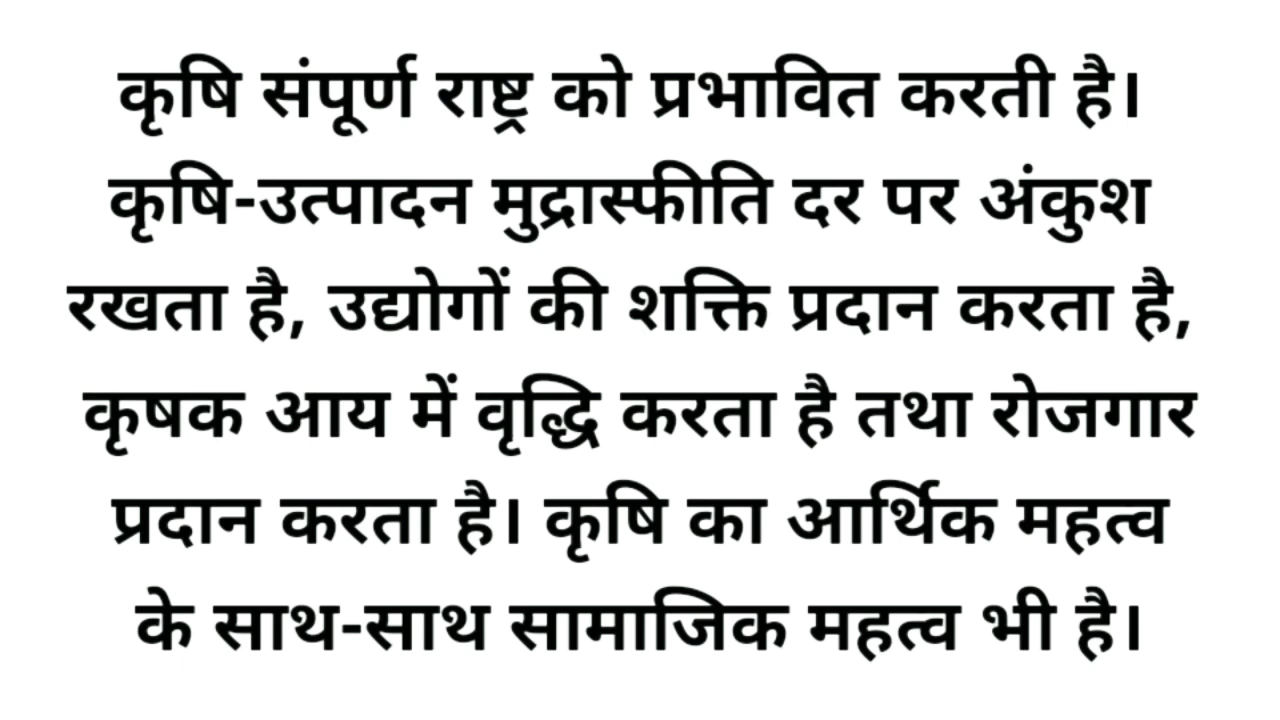 कृषि संपूर्ण राष्ट्र को प्रभावित करती है।
कृषि-उत्पादन मुद्रास्फीति दर पर अंकुश
रखता है, उद्योगों की शक्ति प्रदान करता है,
कृषक आय में वृद्धि करता है तथा रोजगार
प्रदान करता है। कृषि का आर्थिक महत्व
के साथ-साथ सामाजिक महत्व भी है।